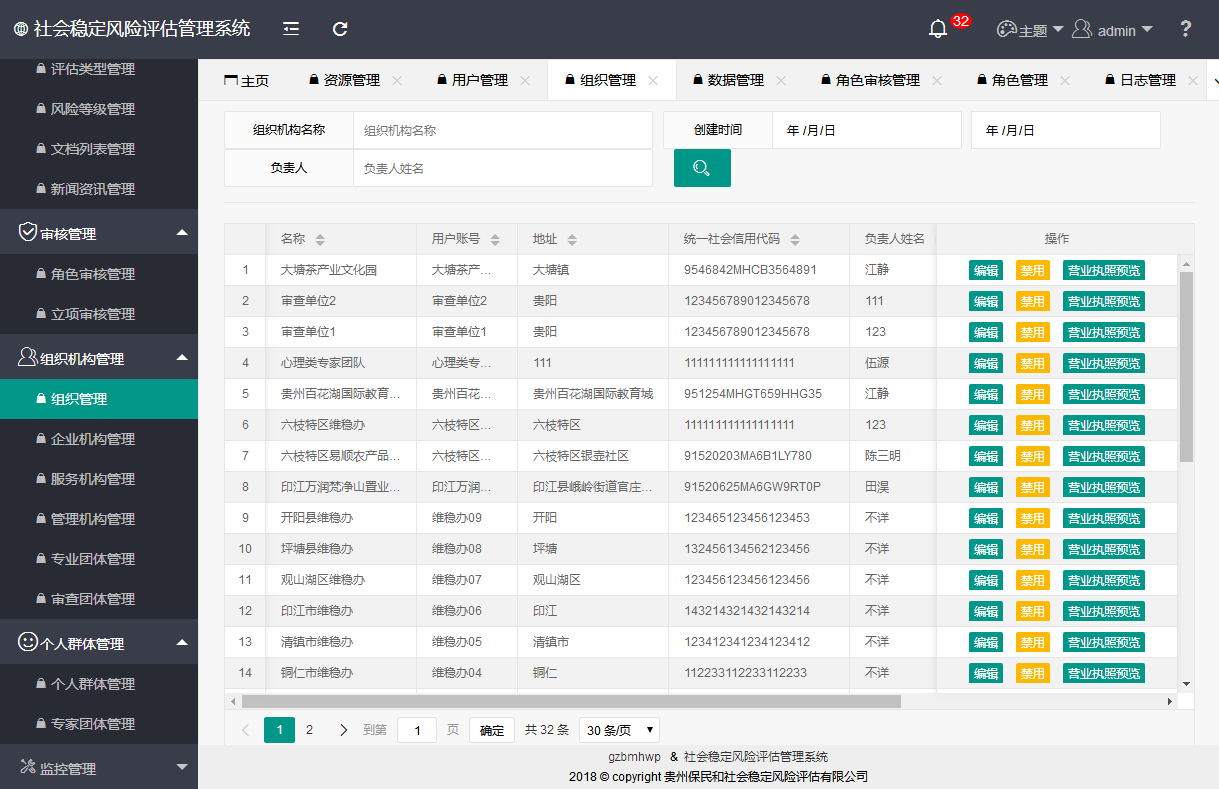 社会稳定风险评估管理系统
32
主题
admin
?
评估类型管理
风险等级管理
文档列表管理
新闻资讯管理
审核管理
角色审核管理
立项审核管理
组织机构管理
组织管理
企业机构管理
服务机构管理
管理机构管理
专业团体管理
审查团体管理
个人群体管理
个人群体管理
专家团体管理
监控管理
主页 资源管理 用户管理 组织管理 数据管理 角色审核管理 角色管理 日志管理
组织机构名称 组织机构名称 创建时间 年 /月/日 年 /月/日
负责人 负责人姓名
名称 用户账号 地址 统一社会信用代码 负责人姓名 操作
1 大塘茶产业文化园 大塘茶产... 大塘镇 9546842MHCB3564891 江静 编辑 禁用 营业执照预览
2 审查单位2 审查单位2 贵阳 123456789012345678 111 编辑 禁用 营业执照预览
3 审查单位1 审查单位1 贵阳 123456789012345678 123 编辑 禁用 营业执照预览
4 心理类专家团队 心理类专... 111 111111111111111111 伍源 编辑 禁用 营业执照预览
5 贵州百花湖国际教育... 贵州百花... 贵州百花湖国际教育城 951254MHGT659HHG35 江静 编辑 禁用 营业执照预览
6 六枝特区维稳办 六枝特区... 六枝特区 111111111111111111 123 编辑 禁用 营业执照预览
7 六枝特区易顺农产品... 六枝特区... 六枝特区银壶社区 91520203MA6B1LY780 陈三明 编辑 禁用 营业执照预览
8 印江万润梵净山置业... 印江万润... 印江县峨岭街道官庄... 91520625MA6GW9RT0P 田淏 编辑 禁用 营业执照预览
9 开阳县维稳办 维稳办09 开阳 123465123456123453 不详 编辑 禁用 营业执照预览
10 坪塘县维稳办 维稳办08 坪塘 132456134562123456 不详 编辑 禁用 营业执照预览
11 观山湖区维稳办 维稳办07 观山湖区 123456123456123456 不详 编辑 禁用 营业执照预览
12 印江市维稳办 维稳办06 印江 143214321432143214 不详 编辑 禁用 营业执照预览
13 清镇市维稳办 维稳办05 清镇市 123412341234123412 不详 编辑 禁用 营业执照预览
14 铜仁市维稳办 维稳办04 铜仁 112233112233112233 不详 编辑 禁用 营业执照预览
1 2 到第 1 页 确定 共 32 条 30 条/页
gzbmhwp & 社会稳定风险评估管理系统
2018 © copyright 贵州保民和社会稳定风险评估有限公司